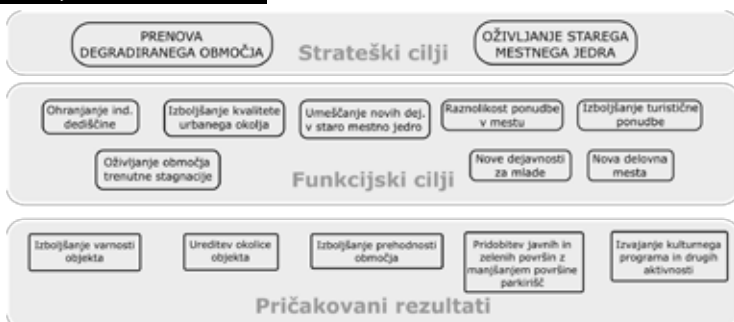 PRENOVA
DEGRADIRANEGA OBMOČJA
Strateški cilji
OŽIVLJANJE STAREGA
MESTNEGA JEDRA
Ohranjanje ind.
dediščine
Izboljšanje kvalitete
urbanega okolja
Umeščanje novih dej.
v staro mestno jedro
Raznolikost ponudbe
v mestu
Izboljšanje turistične
ponudbe
Oživljanje območja
trenutne stagnacije
Funkcijski cilji
Nove dejavnosti
za mlade
Nova delovna
mesta
Izboljšanje varnosti
objekta
Ureditev okolice
objekta
Izboljšanje prehodnosti
območja
Pridobitev javnih in
zelenih površin z
manjšanjem površine
parkirišč
Izvajanje kulturnega
programa in drugih
aktivnosti
Pričakovani rezultati